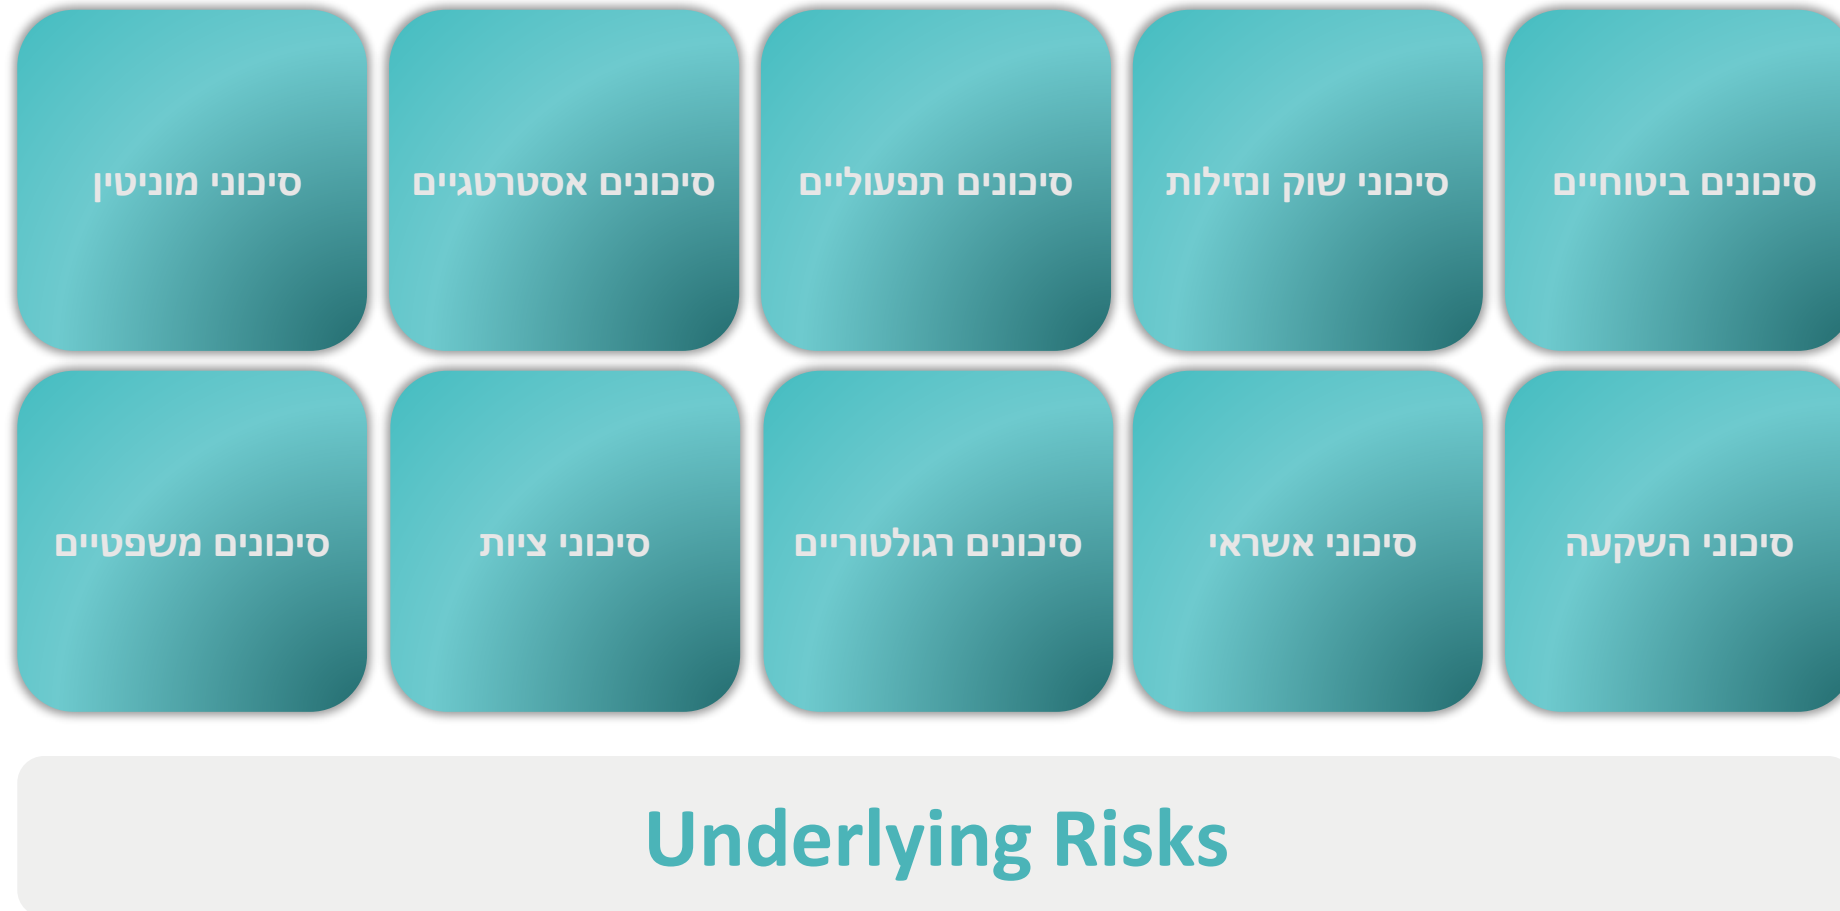 סיכונים ביטוחיים
סיכוני שוק ונזילות
סיכונים תפעוליים
סיכונים אסטרטגיים
סיכוני מוניטין
סיכוני השקעה
סיכוני אשראי
סיכונים רגולטוריים
סיכוני ציות
סיכונים משפטיים
Underlying Risks